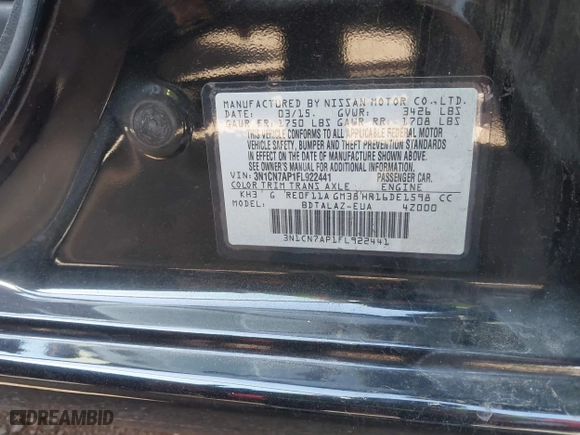 MANUFACTURED BY NISSAN MOTOR CO.,LTD.
DATE: 03/15. GVWR: 3426 LBS
GAWR FR: 1750 LBS GAWR RR: 1708 LBS
THIS VEHICLE CONFORMS TO ALL APPLICABLE FEDERAL MOTOR
VEHICLE SAFETY, BUMPER AND THEFT PREVENTION STANDARDS
IN EFFECT ON THE DATE OF MANUFACTURE SHOWN ABOVE.
SEE OWNER'S MANUAL FOR ADDITIONAL INFORMATION.
VIN: 3N1CN7AP1FL922441 PASSENGER CAR.
COLOR TRIM TRANS AXLE ENGINE
KH3 G RE0F11A GM38 HR16DE1598 CC
MODEL: BDTALAZ-EUA 4Z000
3N1CN7AP1FL922441
DREAMBID